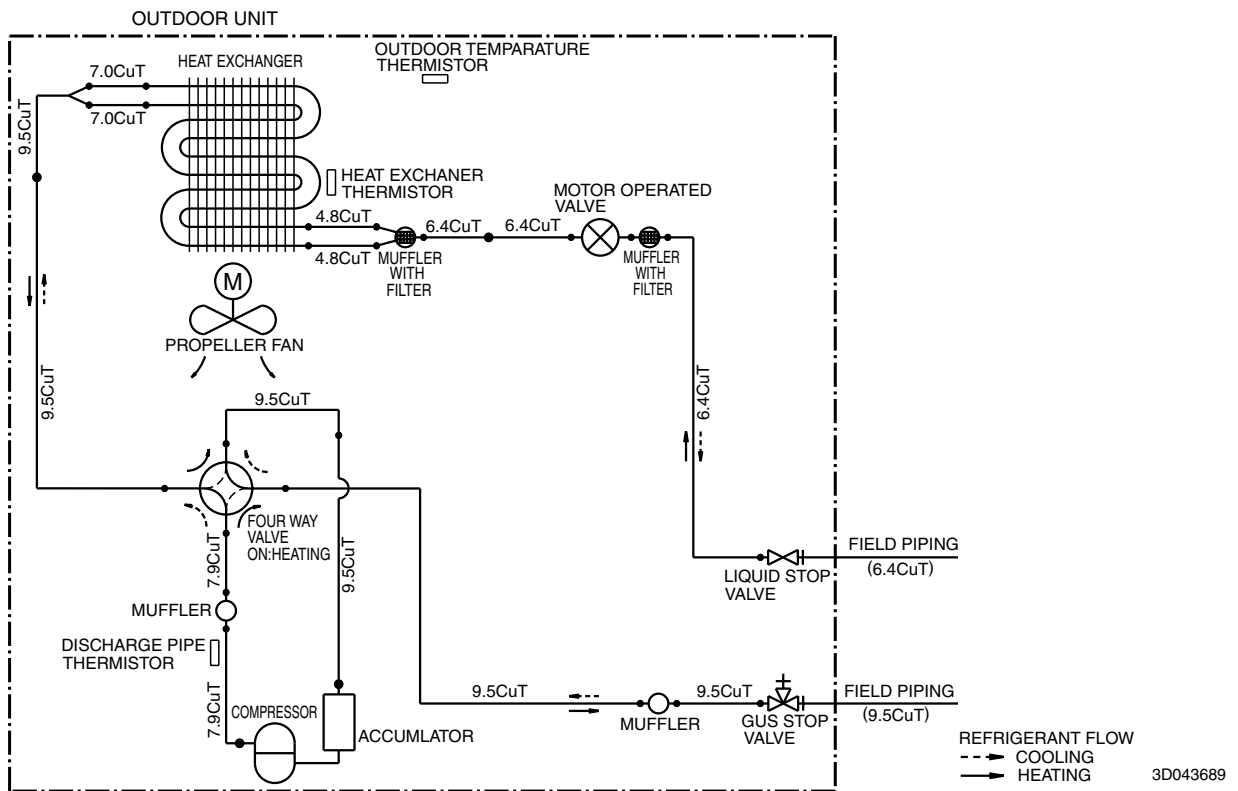 OUTDOOR UNIT
HEAT EXCHANGER
OUTDOOR TEMPARATURE
THERMISTOR
7.0CuT
7.0CuT
9.5CuT
HEAT EXCHANER
THERMISTOR
4.8CuT
4.8CuT
MUFFLER
WITH
FILTER
6.4CuT
6.4CuT
MOTOR OPERATED
VALVE
MUFFLER
WITH
FILTER
M
PROPELLER FAN
9.5CuT
9.5CuT
6.4CuT
FOUR WAY
VALVE
ON:HEATING
7.9CuT
9.5CuT
MUFFLER
DISCHARGE PIPE
THERMISTOR
7.9CuT
COMPRESSOR
ACCUMLATOR
LIQUID STOP
VALVE
FIELD PIPING
(6.4CuT)
9.5CuT
MUFFLER
9.5CuT
GUS STOP
VALVE
FIELD PIPING
(9.5CuT)
REFRIGERANT FLOW
COOLING
HEATING
3D043689